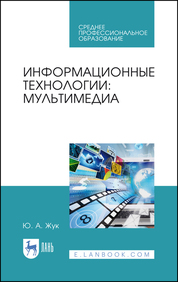 СРЕДНЕЕ
ПРОФЕССИОНАЛЬНОЕ
ОБРАЗОВАНИЕ
ИНФОРМАЦИОННЫЕ
ТЕХНОЛОГИИ:
МУЛЬТИМЕДИА
Ю. А. Жук
ЛАНЬ
E.LANBOOK.COM